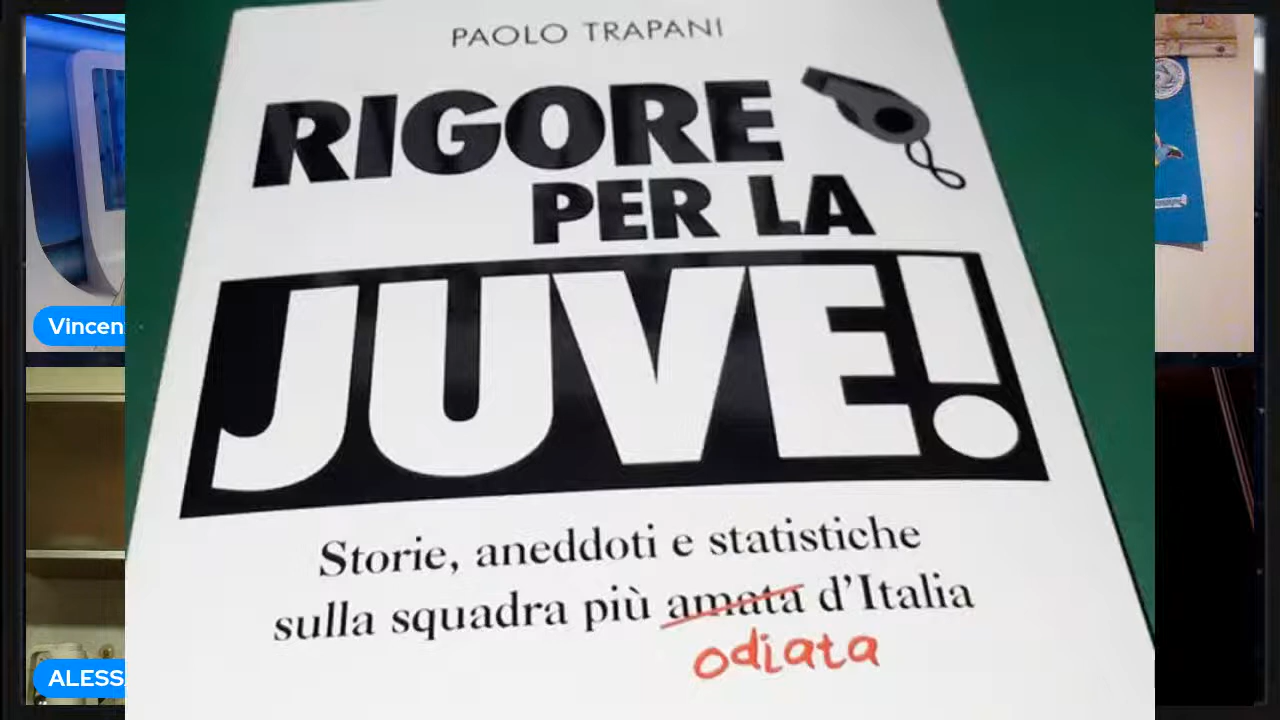 PAOLO TRAPANI
RIGORE
PER LA
JUVE!
Storie, aneddoti e statistiche
sulla squadra più amata d'Italia
odiata
Vincen
ALESS